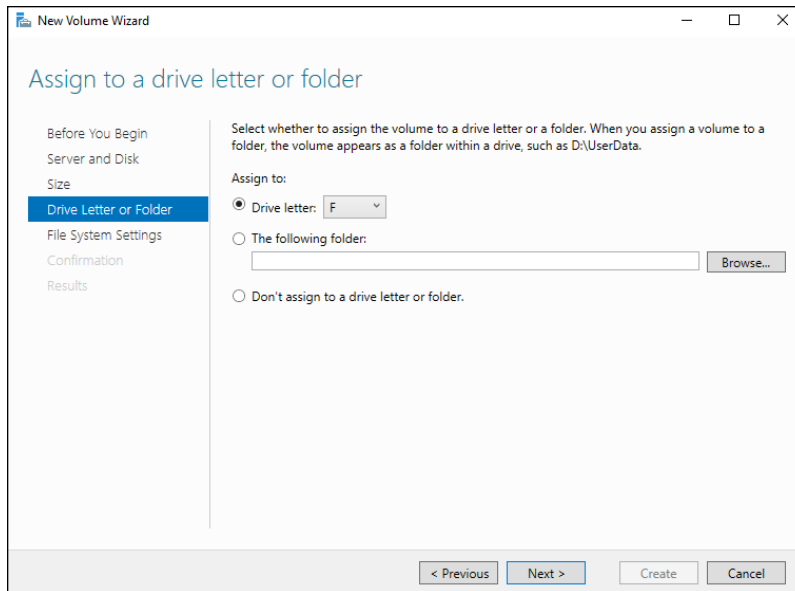 New Volume Wizard
Assign to a drive letter or folder
Before You Begin
Server and Disk
Size
Drive Letter or Folder
File System Settings
Confirmation
Results
Select whether to assign the volume to a drive letter or a folder. When you assign a volume to a
folder, the volume appears as a folder within a drive, such as D:\UserData.
Assign to:
Drive letter: F
The following folder:
Browse...
Don't assign to a drive letter or folder.
< Previous Next > Create Cancel